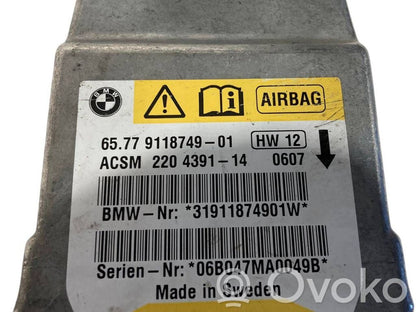 BMW
AIRBAG
65.77 9118749-01 HW 12
ACSM 220 4391-14 0607
BMW-Nr: *31911874901W*
Serien-Nr: *06B047MA0049B*
Made in Sweden
Ovoko